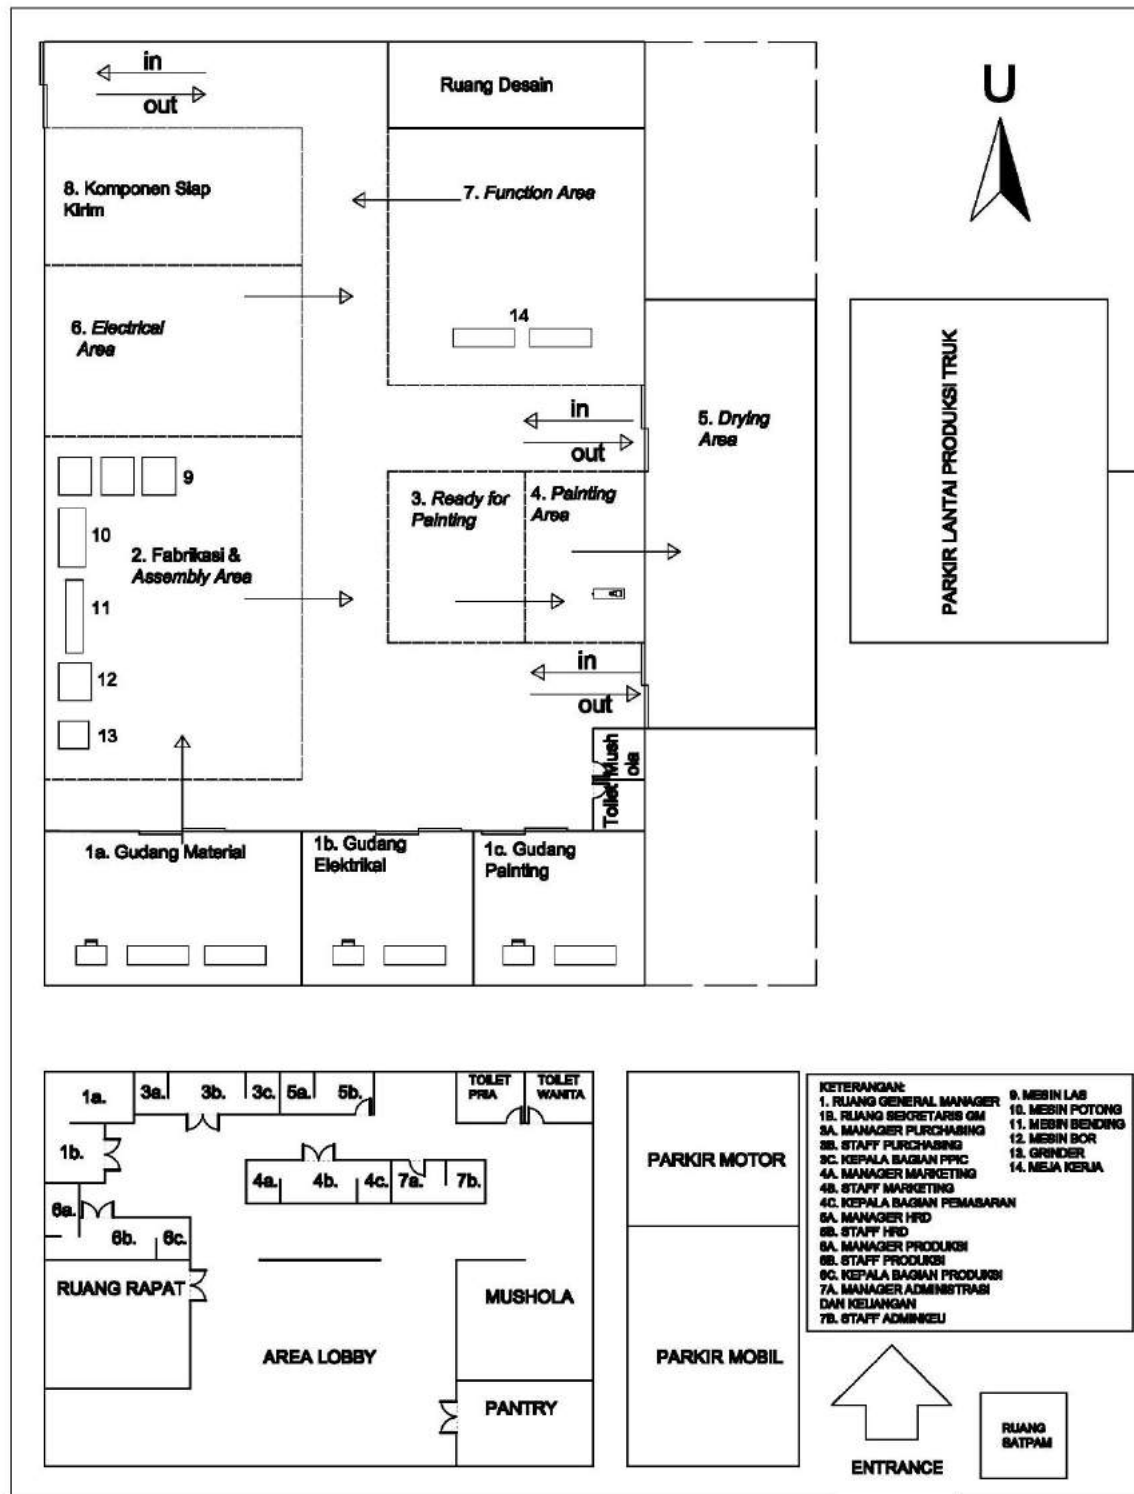 in
out
Ruang Desain
U
8. Komponen Siap
Kirim
7. Function Area
6. Electrical
Area
14
in
out
5. Drying
Area
PARKIR LANTAI PRODUKSI TRUK
9
10
2. Fabrikasi &
Assembly Area
11
12
13
3. Ready for
Painting
4. Painting
Area
in
out
Mush
ola
Toilet
1a. Gudang Material
1b. Gudang
Elektrikal
1c. Gudang
Painting
1a.
3a.
3b.
3c.
5a.
5b.
TOILET
PRIA
TOILET
WANITA
1b.
4a.
4b.
4c.
7a.
7b.
6a.
6b.
6c.
RUANG RAPAT
AREA LOBBY
MUSHOLA
PANTRY
PARKIR MOTOR
PARKIR MOBIL
KETERANGAN:
1. RUANG GENERAL MANAGER
1B. RUANG SEKRETARIS GM
3A. MANAGER PURCHASING
3B. STAFF PURCHASING
3C. KEPALA BAGIAN PPIC
4A. MANAGER MARKETING
4B. STAFF MARKETING
4C. KEPALA BAGIAN PEMASARAN
5A. MANAGER HRD
5B. STAFF HRD
6A. MANAGER PRODUKSI
6B. STAFF PRODUKSI
6C. KEPALA BAGIAN PRODUKSI
7A. MANAGER ADMINISTRASI
DAN KEUANGAN
7B. STAFF ADMINKEU
9. MESIN LAS
10. MESIN POTONG
11. MESIN BENDING
12. MESIN BOR
13. GRINDER
14. MEJA KERJA
ENTRANCE
RUANG
SATPAM